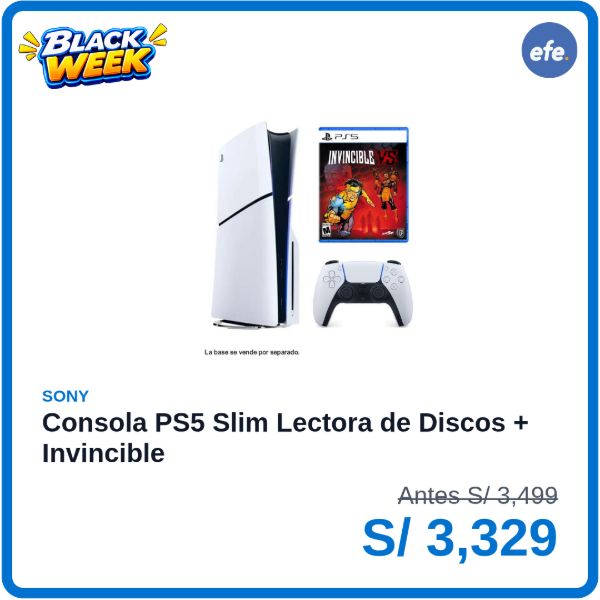 BLACK
WEEK
efe.
PS5
INVINCIBLE VS
M
La base se vende por separado.
SONY
Consola PS5 Slim Lectora de Discos +
Invincible
Antes S/ 3,499
S/ 3,329